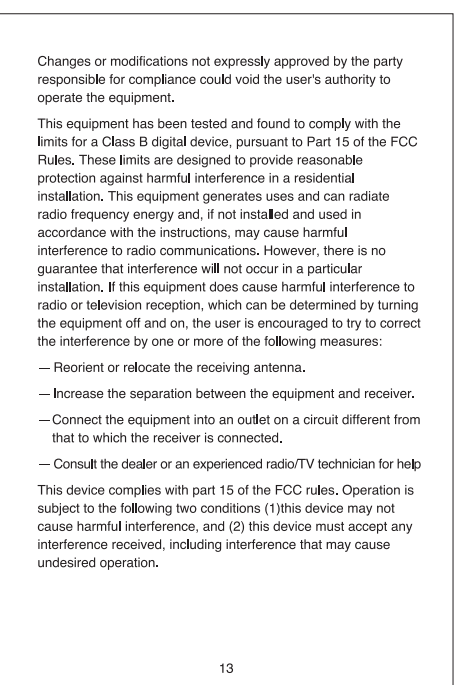 Changes or modifications not expressly approved by the party
responsible for compliance could void the user's authority to
operate the equipment.
This equipment has been tested and found to comply with the
limits for a Class B digital device, pursuant to Part 15 of the FCC
Rules. These limits are designed to provide reasonable
protection against harmful interference in a residential
installation. This equipment generates uses and can radiate
radio frequency energy and, if not installed and used in
accordance with the instructions, may cause harmful
interference to radio communications. However, there is no
guarantee that interference will not occur in a particular
installation. If this equipment does cause harmful interference to
radio or television reception, which can be determined by turning
the equipment off and on, the user is encouraged to try to correct
the interference by one or more of the following measures:
— Reorient or relocate the receiving antenna.
— Increase the separation between the equipment and receiver.
— Connect the equipment into an outlet on a circuit different from
that to which the receiver is connected.
— Consult the dealer or an experienced radio/TV technician for help
This device complies with part 15 of the FCC rules. Operation is
subject to the following two conditions (1)this device may not
cause harmful interference, and (2) this device must accept any
interference received, including interference that may cause
undesired operation.
13